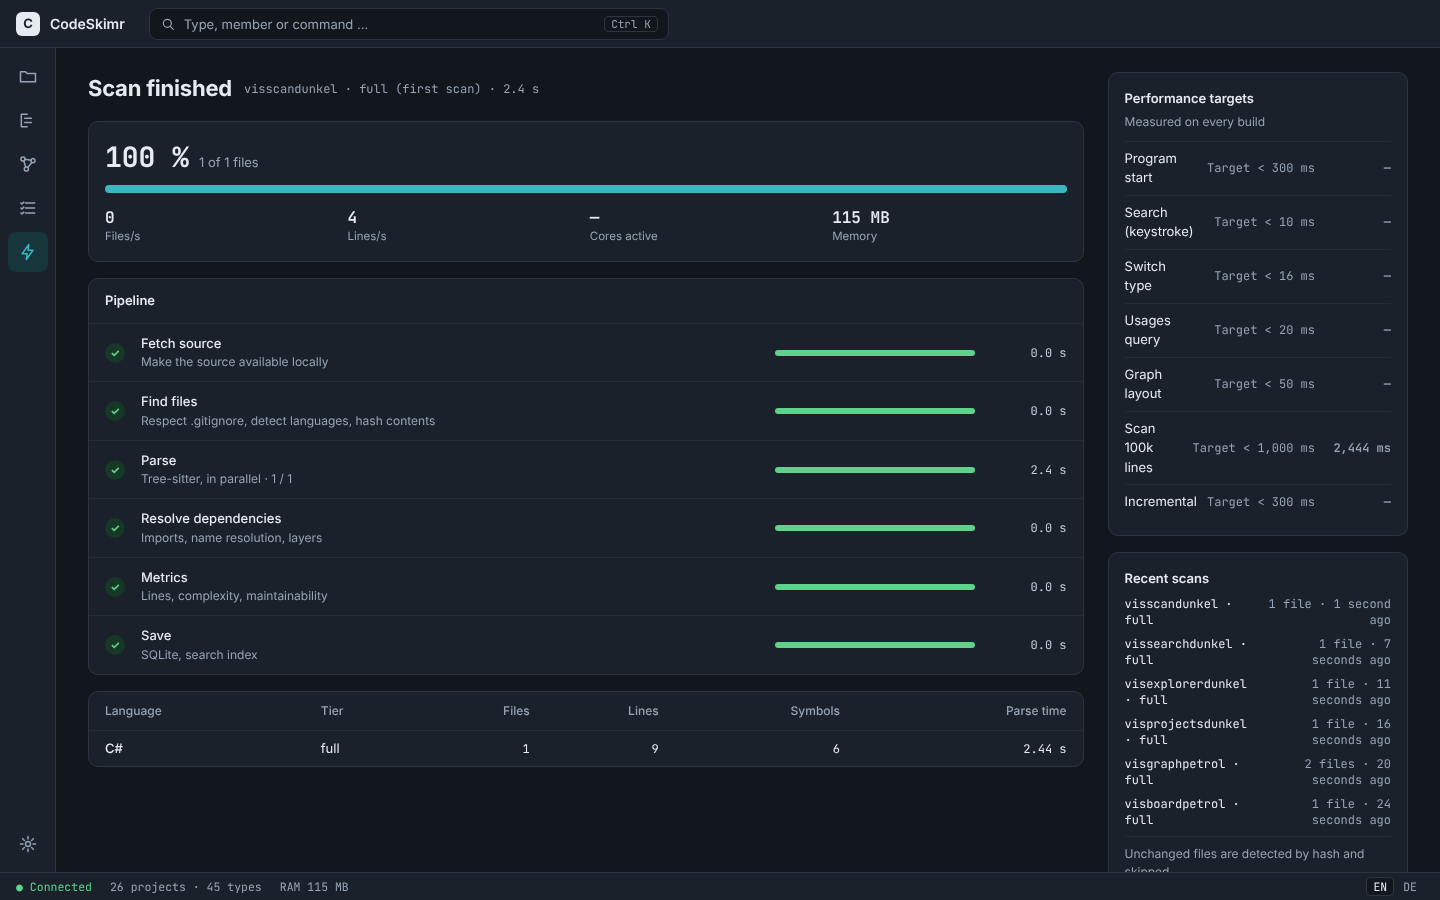 C CodeSkimr
Type, member or command ... Ctrl K
Scan finished visscandunkel · full (first scan) · 2.4 s
100 % 1 of 1 files
0 4 — 115 MB
Files/s Lines/s Cores active Memory
Pipeline
Fetch source
Make the source available locally
0.0 s
Find files
Respect .gitignore, detect languages, hash contents
0.0 s
Parse
Tree-sitter, in parallel · 1 / 1
2.4 s
Resolve dependencies
Imports, name resolution, layers
0.0 s
Metrics
Lines, complexity, maintainability
0.0 s
Save
SQLite, search index
0.0 s
Language Tier Files Lines Symbols Parse time
C# full 1 9 6 2.44 s
Performance targets
Measured on every build
Program
start
Target < 300 ms —
Search
(keystroke)
Target < 10 ms —
Switch
type
Target < 16 ms —
Usages
query
Target < 20 ms —
Graph
layout
Target < 50 ms —
Scan
100k
lines
Target < 1,000 ms 2,444 ms
Incremental Target < 300 ms —
Recent scans
visscandunkel · 1 file · 1 second
full ago
vissearchdunkel · 1 file · 7
full seconds ago
visexplorerdunkel 1 file · 11
· full seconds ago
visprojectsdunkel 1 file · 16
· full seconds ago
visgraphpetrol · 2 files · 20
full seconds ago
visboardpetrol · 1 file · 24
full seconds ago
Unchanged files are detected by hash and
skipped
● Connected 26 projects · 45 types RAM 115 MB EN DE